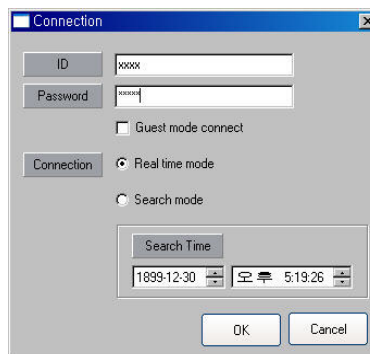 Connection
ID
xxxx
Password
xxxxx
Guest mode connect
Connection
Real time mode
Search mode
Search Time
1899-12-30 오후 5:19:26
OK Cancel